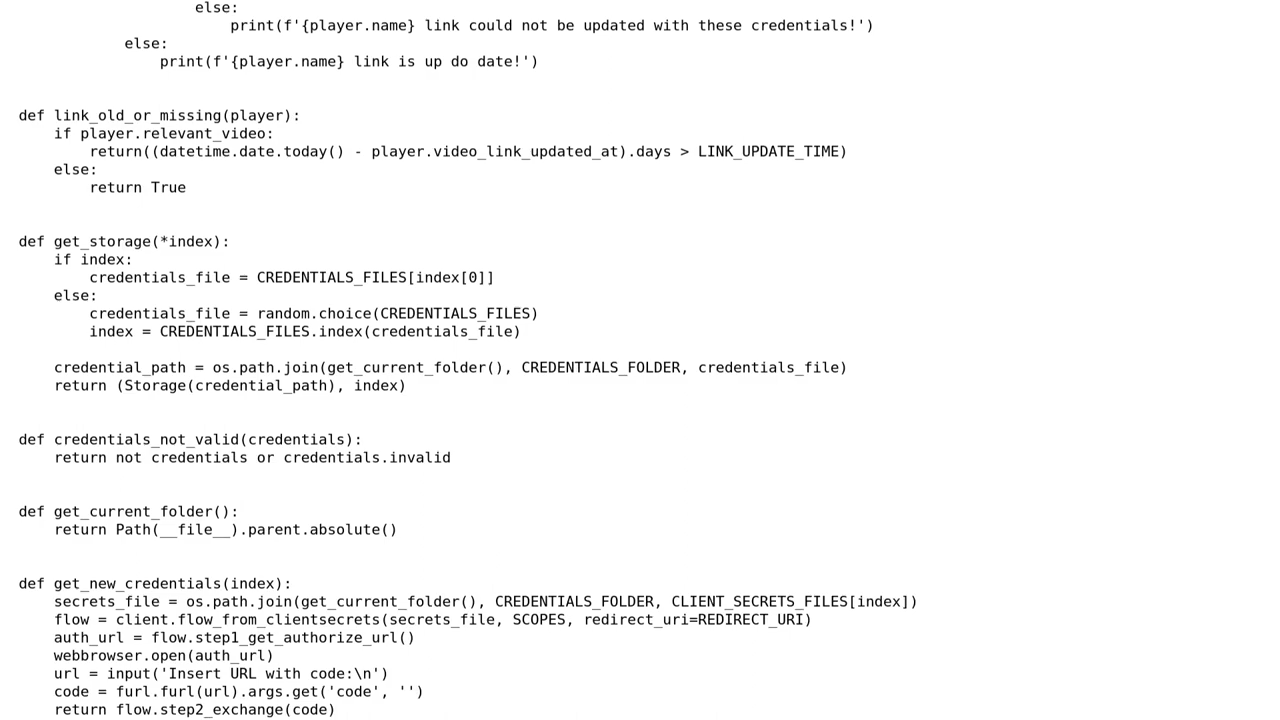 else:
                        print(f'{player.name} link could not be updated with these credentials!')
            else:
                print(f'{player.name} link is up do date!')
def link_old_or_missing(player):
    if player.relevant_video:
        return((datetime.date.today() - player.video_link_updated_at).days > LINK_UPDATE_TIME)
    else:
        return True
def get_storage(*index):
    if index:
        credentials_file = CREDENTIALS_FILES[index[0]]
    else:
        credentials_file = random.choice(CREDENTIALS_FILES)
        index = CREDENTIALS_FILES.index(credentials_file)
    credential_path = os.path.join(get_current_folder(), CREDENTIALS_FOLDER, credentials_file)
    return (Storage(credential_path), index)
def credentials_not_valid(credentials):
    return not credentials or credentials.invalid
def get_current_folder():
    return Path(__file__).parent.absolute()
def get_new_credentials(index):
    secrets_file = os.path.join(get_current_folder(), CREDENTIALS_FOLDER, CLIENT_SECRETS_FILES[index])
    flow = client.flow_from_clientsecrets(secrets_file, SCOPES, redirect_uri=REDIRECT_URI)
    auth_url = flow.step1_get_authorize_url()
    webbrowser.open(auth_url)
    url = input('Insert URL with code:\n')
    code = furl.furl(url).args.get('code', '')
    return flow.step2_exchange(code)